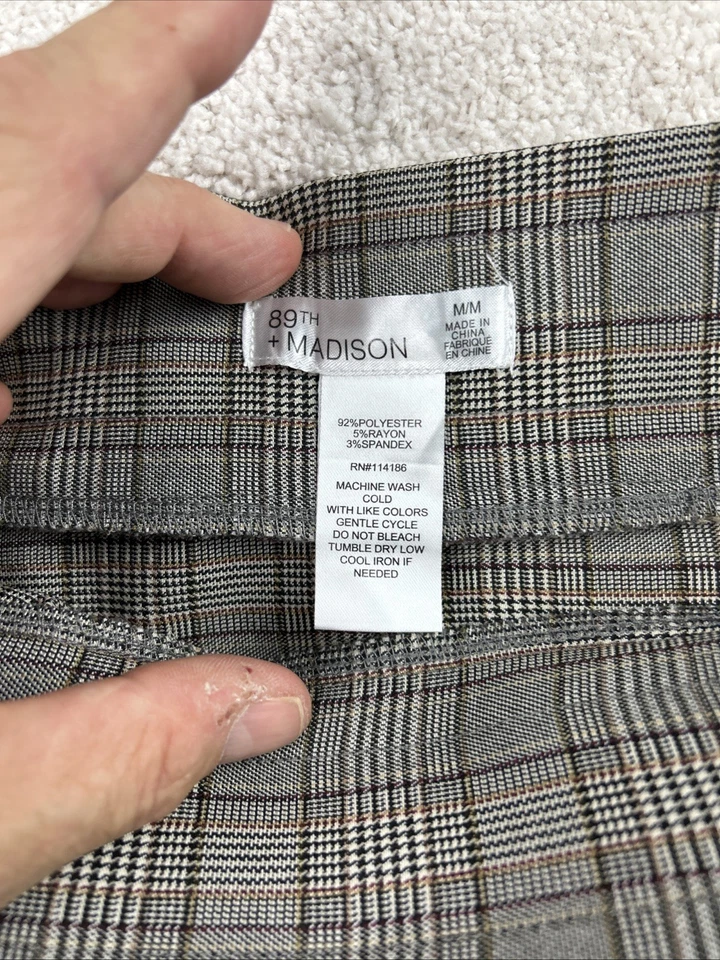 89TH
+ MADISON
M/M
MADE IN
CHINA
FABRIQUE
EN CHINE
92%POLYESTER
5%RAYON
3%SPANDEX
RN#114186
MACHINE WASH
COLD
WITH LIKE COLORS
GENTLE CYCLE
DO NOT BLEACH
TUMBLE DRY LOW
COOL IRON IF
NEEDED